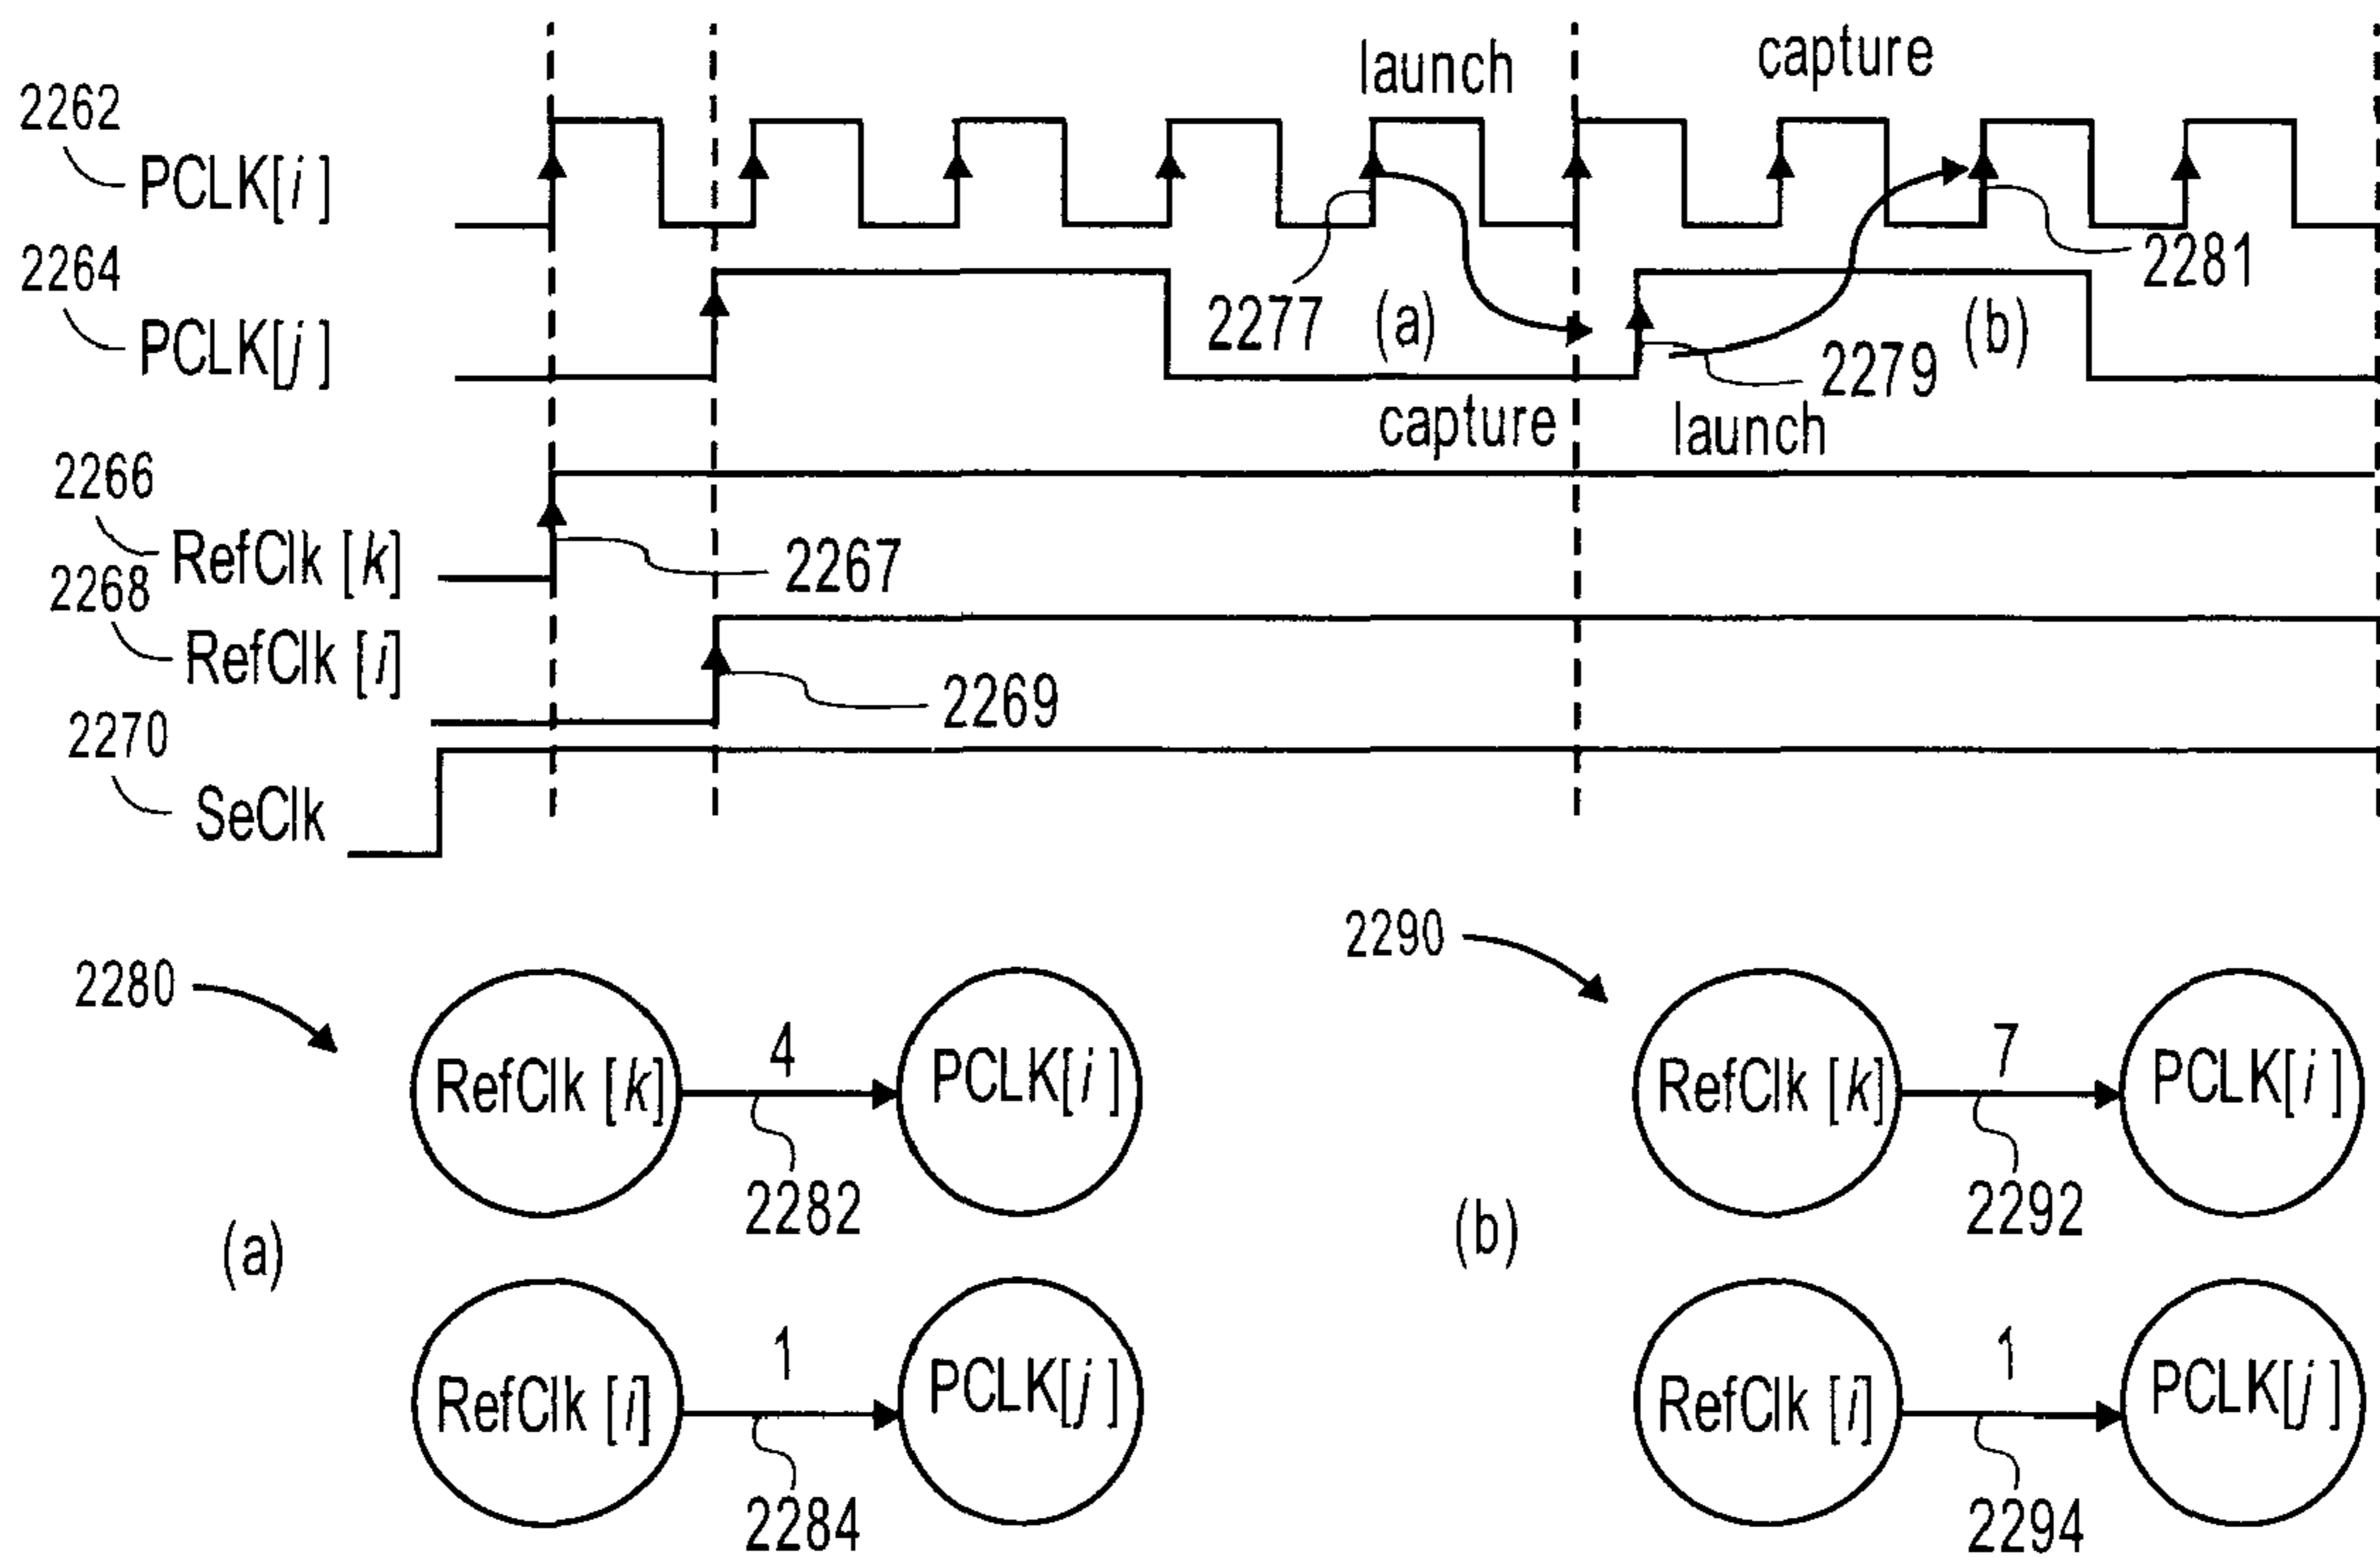 launch
capture
2262
PCLK[i]
2281
2264
2277
(a)
(b)
PCLK[j]
2279
capture
launch
2266
2267
RefClk [k]
2268
RefClk [i]
2269
2270
SeClk
2290
2280
4
7
RefClk [k]
PCLK[i]
RefClk [k]
PCLK[i]
2282
2292
(a)
(b)
1
1
RefClk [i]
PCLK[j]
RefClk [i]
PCLK[j]
2284
2294